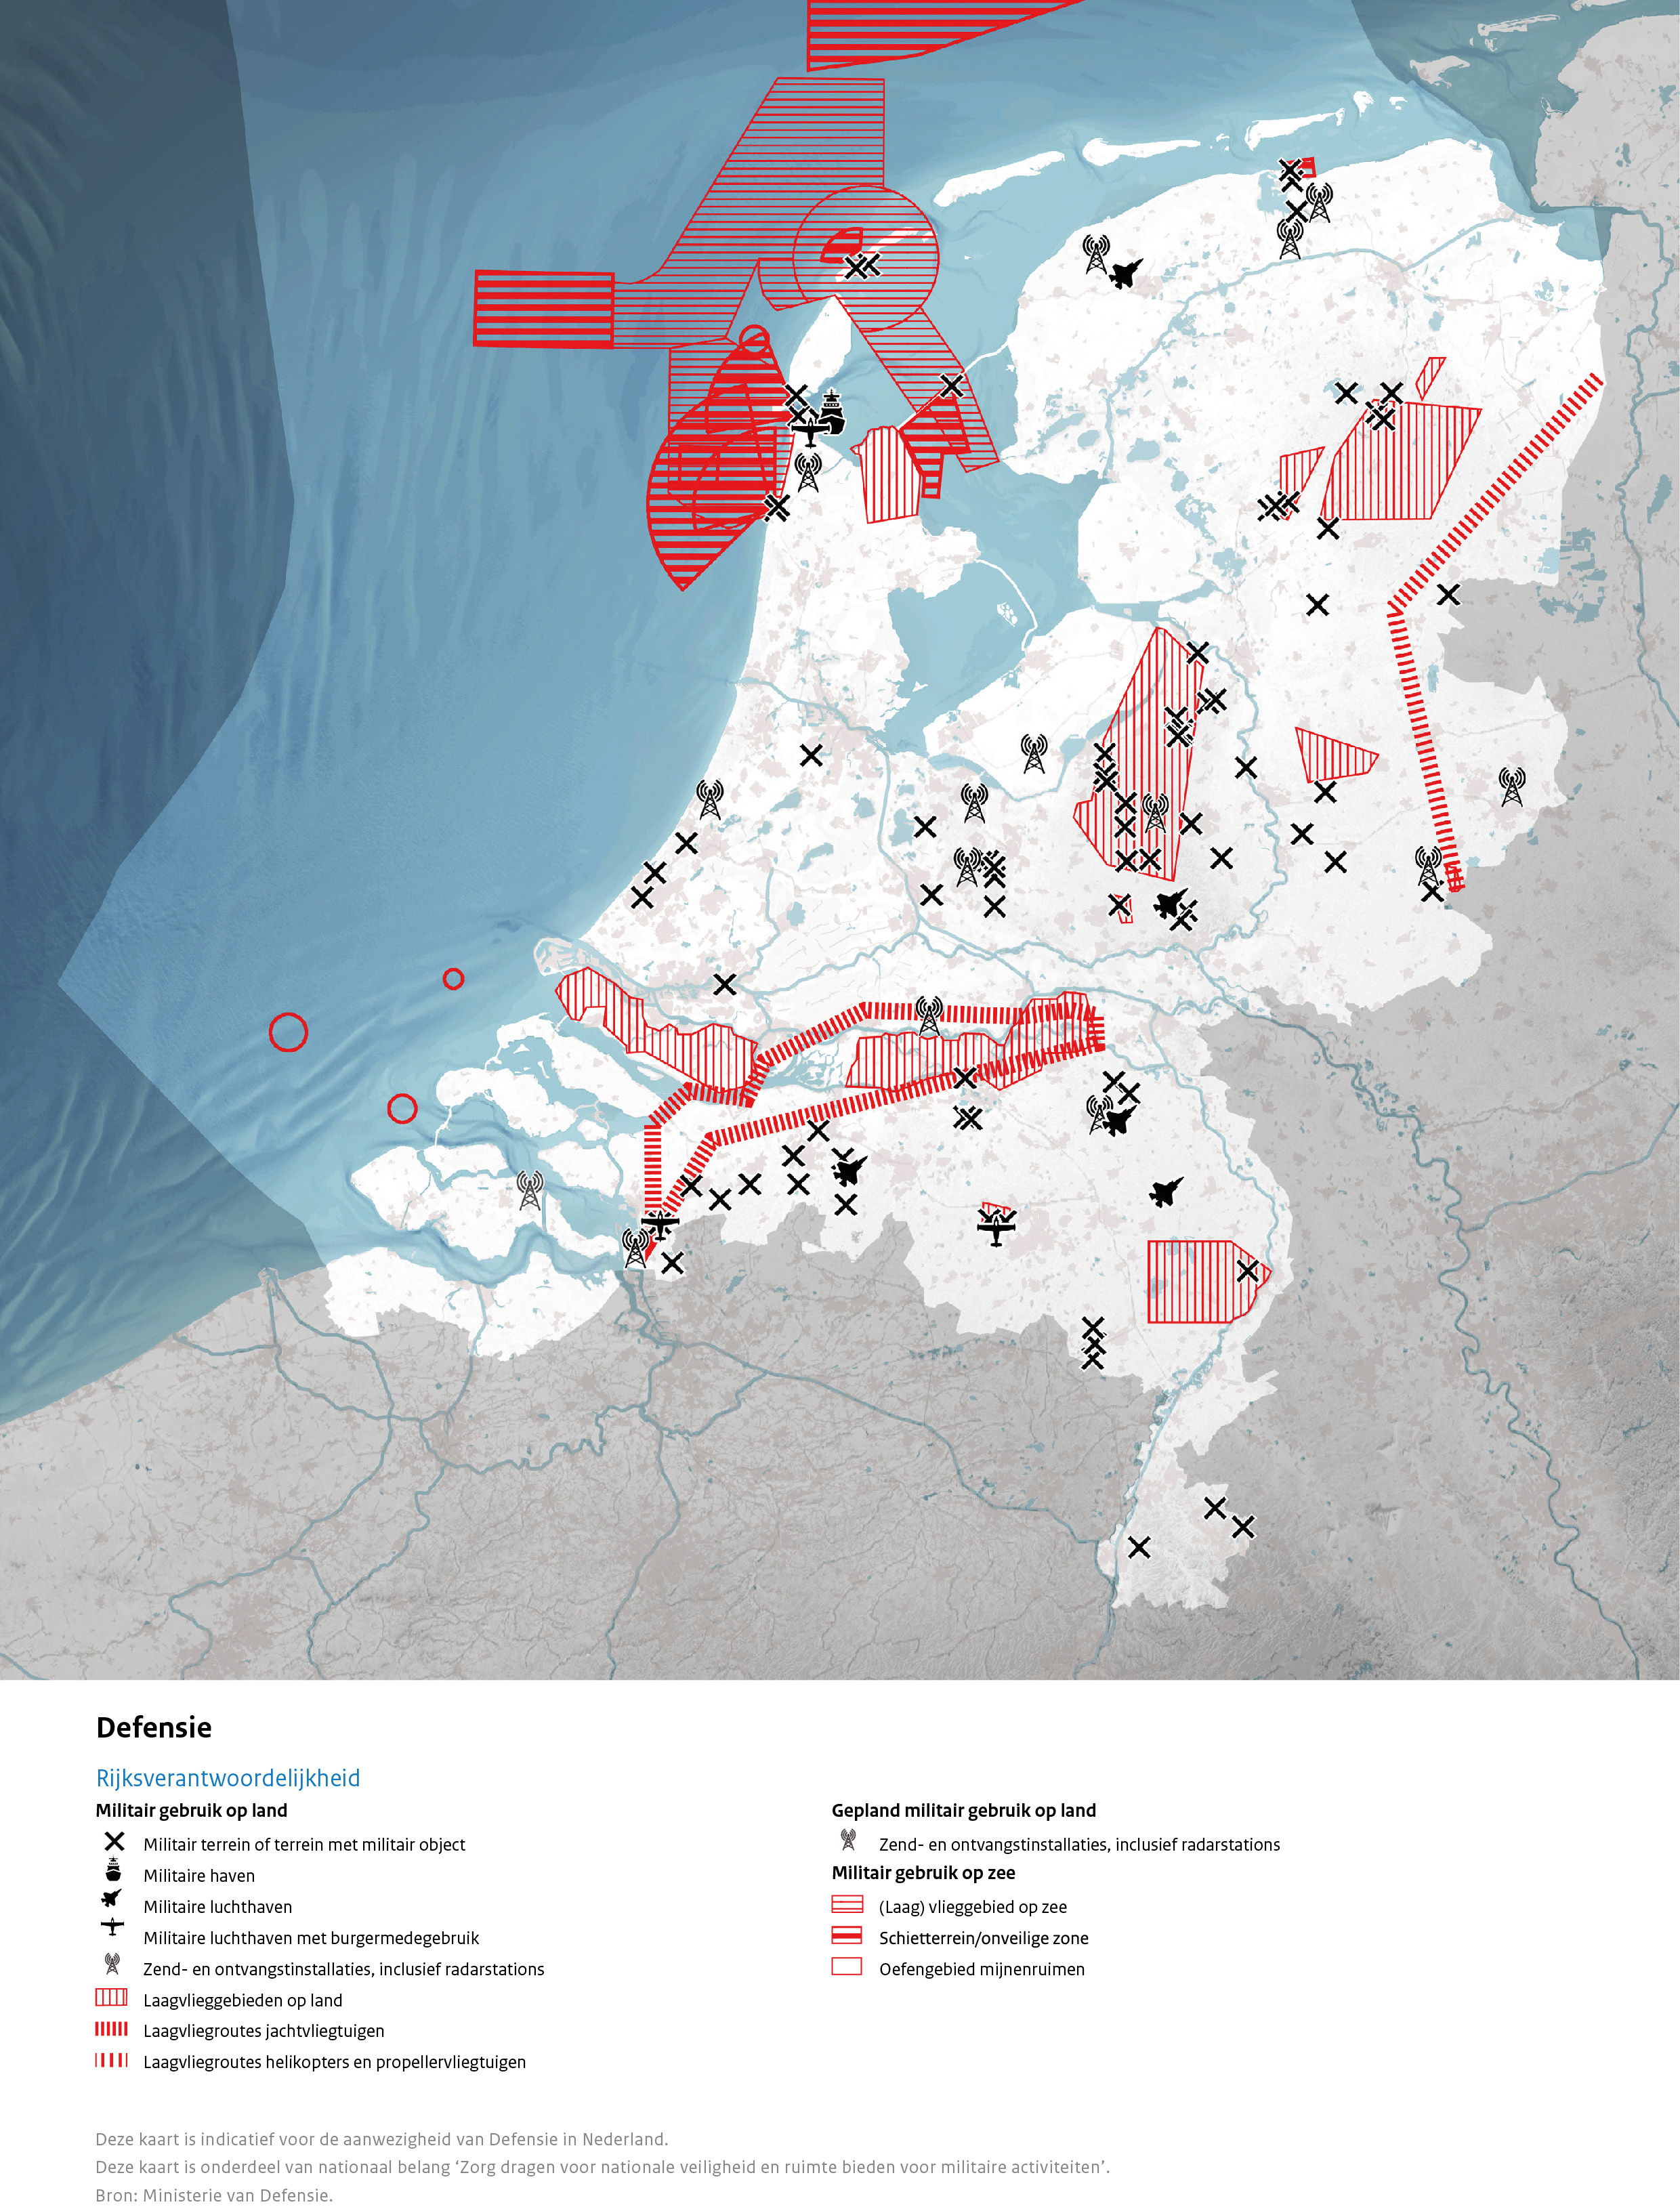 Defensie
Rijksverantwoordelijkheid
Militair gebruik op land
Militair terrein of terrein met militair object
Militaire haven
Militaire luchthaven
Militaire luchthaven met burgermedegebruik
Zend- en ontvangstinstallaties, inclusief radarstations
Laagvlieggebieden op land
Laagvliegroutes jachtvliegtuigen
Laagvliegroutes helikopters en propellervliegtuigen
Gepland militair gebruik op land
Zend- en ontvangstinstallaties, inclusief radarstations
Militair gebruik op zee
(Laag) vlieggebied op zee
Schietterrein/onveilige zone
Oefengebied mijnenruimen
Deze kaart is indicatief voor de aanwezigheid van Defensie in Nederland.
Deze kaart is onderdeel van nationaal belang ‘Zorg dragen voor nationale veiligheid en ruimte bieden voor militaire activiteiten’.
Bron: Ministerie van Defensie.